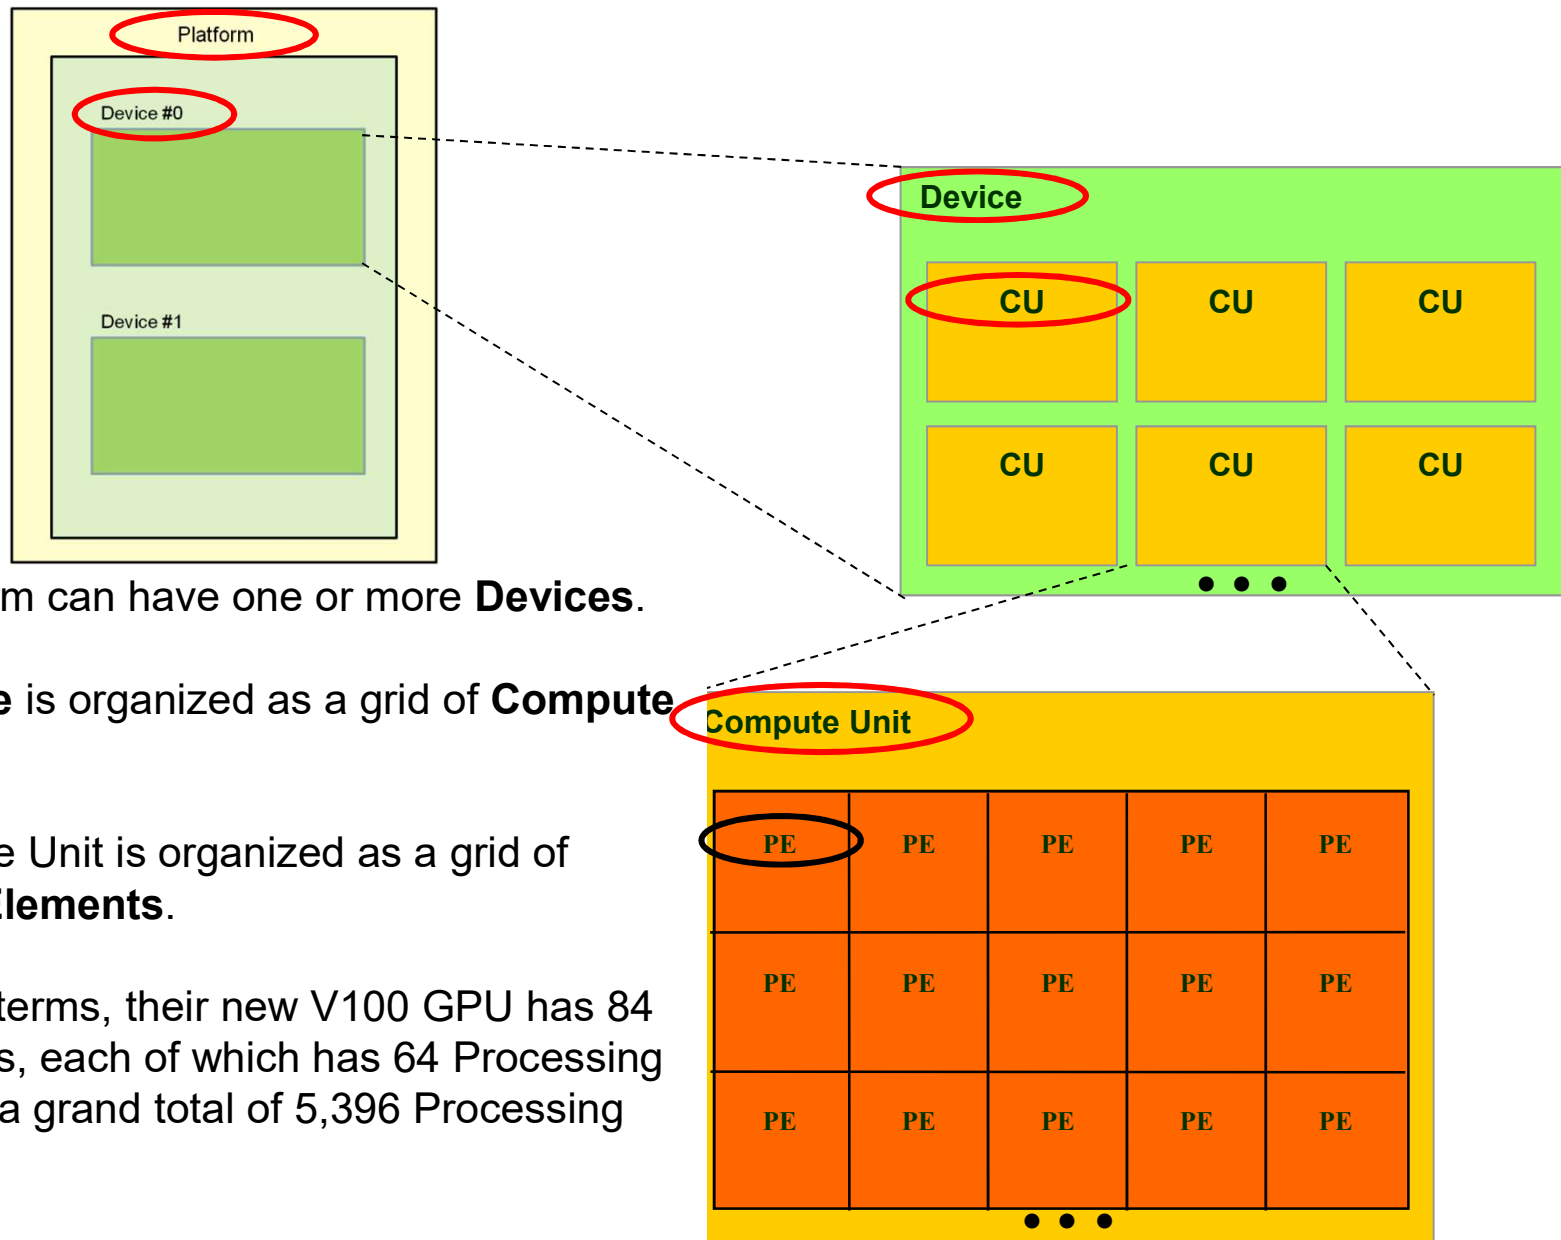 Platform
Device #0
Device #1
Device
CU CU CU
CU CU CU
• • •
m can have one or more Devices.
e is organized as a grid of Compute
Compute Unit
e Unit is organized as a grid of
Elements.
terms, their new V100 GPU has 84
s, each of which has 64 Processing
a grand total of 5,396 Processing
PE PE PE PE PE
PE PE PE PE PE
PE PE PE PE PE
• • •